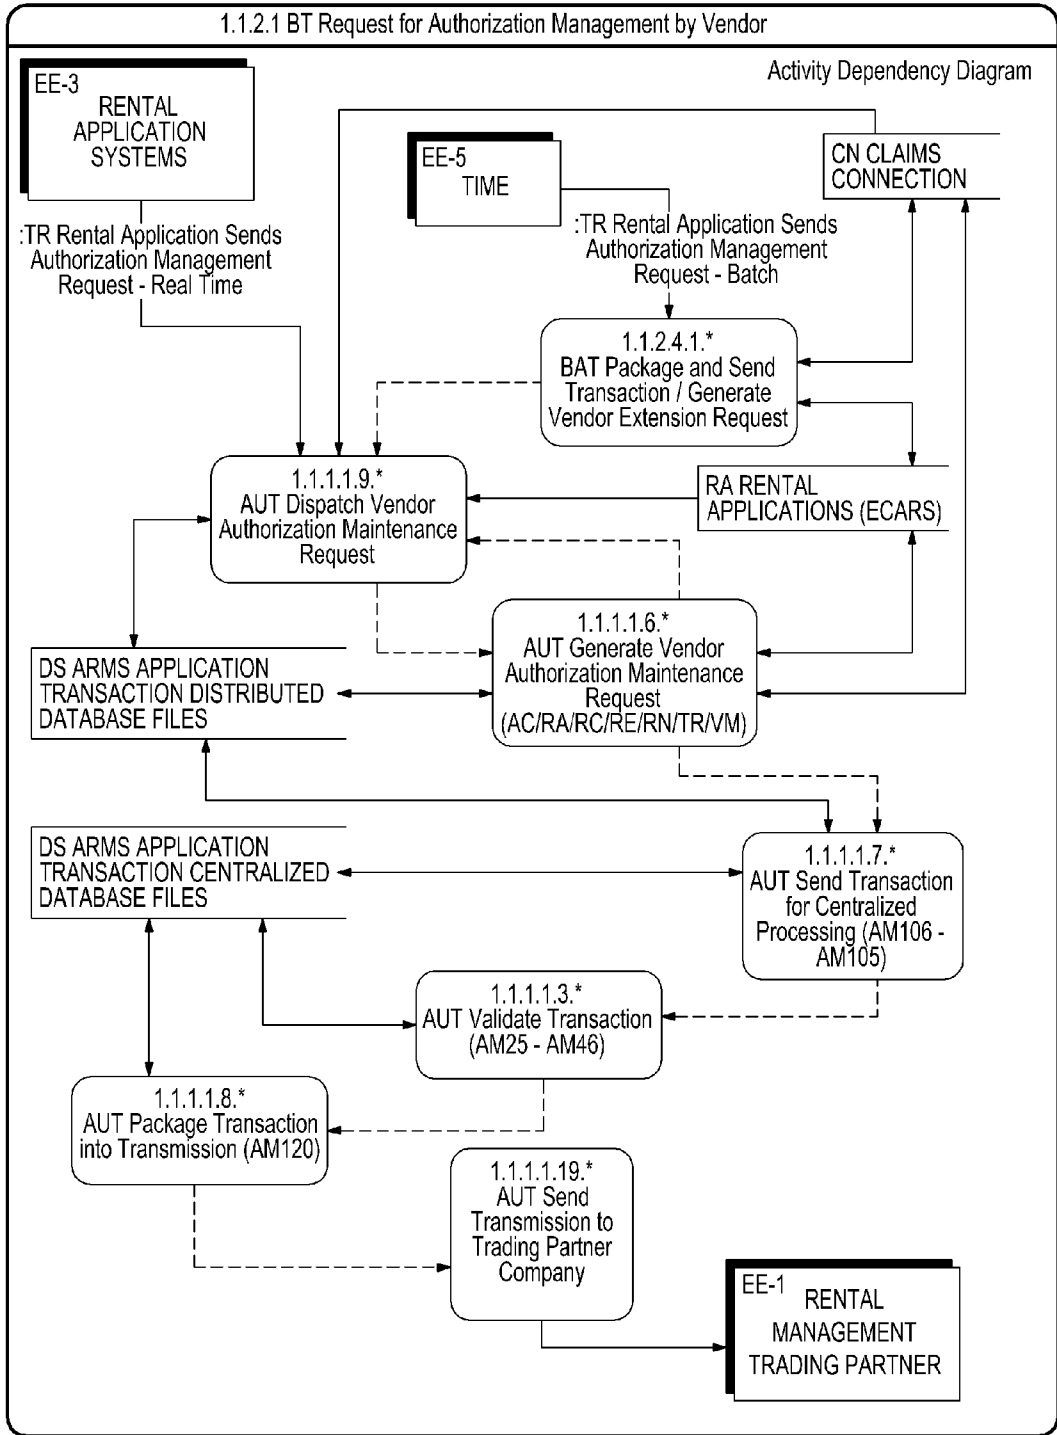 1.1.2.1 BT Request for Authorization Management by Vendor
Activity Dependency Diagram
EE-3
RENTAL
APPLICATION
SYSTEMS
EE-5
TIME
CN CLAIMS
CONNECTION
:TR Rental Application Sends
Authorization Management
Request - Real Time
:TR Rental Application Sends
Authorization Management
Request - Batch
1.1.2.4.1.*
BAT Package and Send
Transaction / Generate
Vendor Extension Request
1.1.1.1.9.*
AUT Dispatch Vendor
Authorization Maintenance
Request
RA RENTAL
APPLICATIONS (ECARS)
1.1.1.1.6.*
AUT Generate Vendor
Authorization Maintenance
Request
(AC/RA/RC/RE/RN/TR/VM)
DS ARMS APPLICATION
TRANSACTION DISTRIBUTED
DATABASE FILES
DS ARMS APPLICATION
TRANSACTION CENTRALIZED
DATABASE FILES
1.1.1.1.7.*
AUT Send Transaction
for Centralized
Processing (AM106 -
AM105)
1.1.1.1.3.*
AUT Validate Transaction
(AM25 - AM46)
1.1.1.1.8.*
AUT Package Transaction
into Transmission (AM120)
1.1.1.1.19.*
AUT Send
Transmission to
Trading Partner
Company
EE-1
RENTAL
MANAGEMENT
TRADING PARTNER